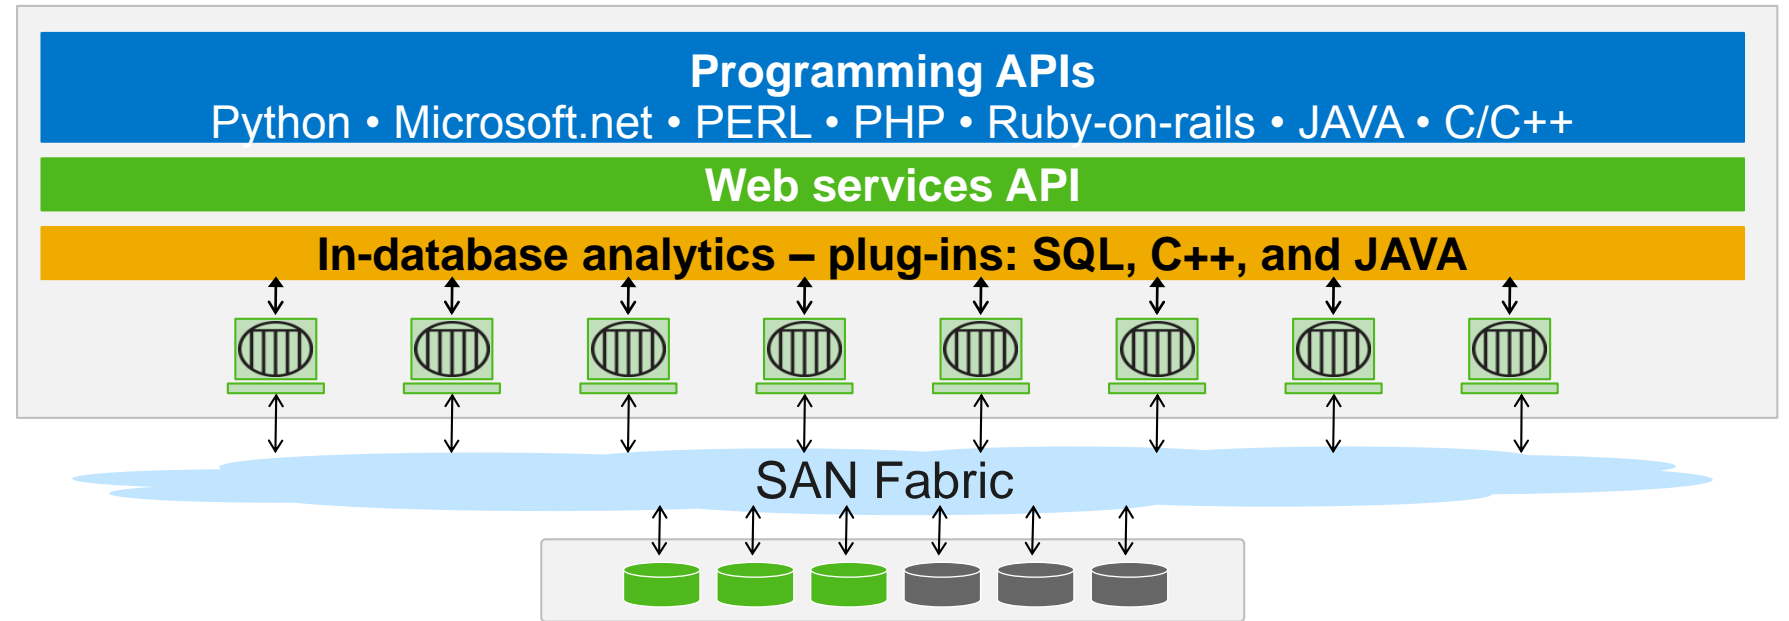 Programming APIs
Python • Microsoft.net • PERL • PHP • Ruby-on-rails • JAVA • C/C++
Web services API
In-database analytics – plug-ins: SQL, C++, and JAVA
SAN Fabric